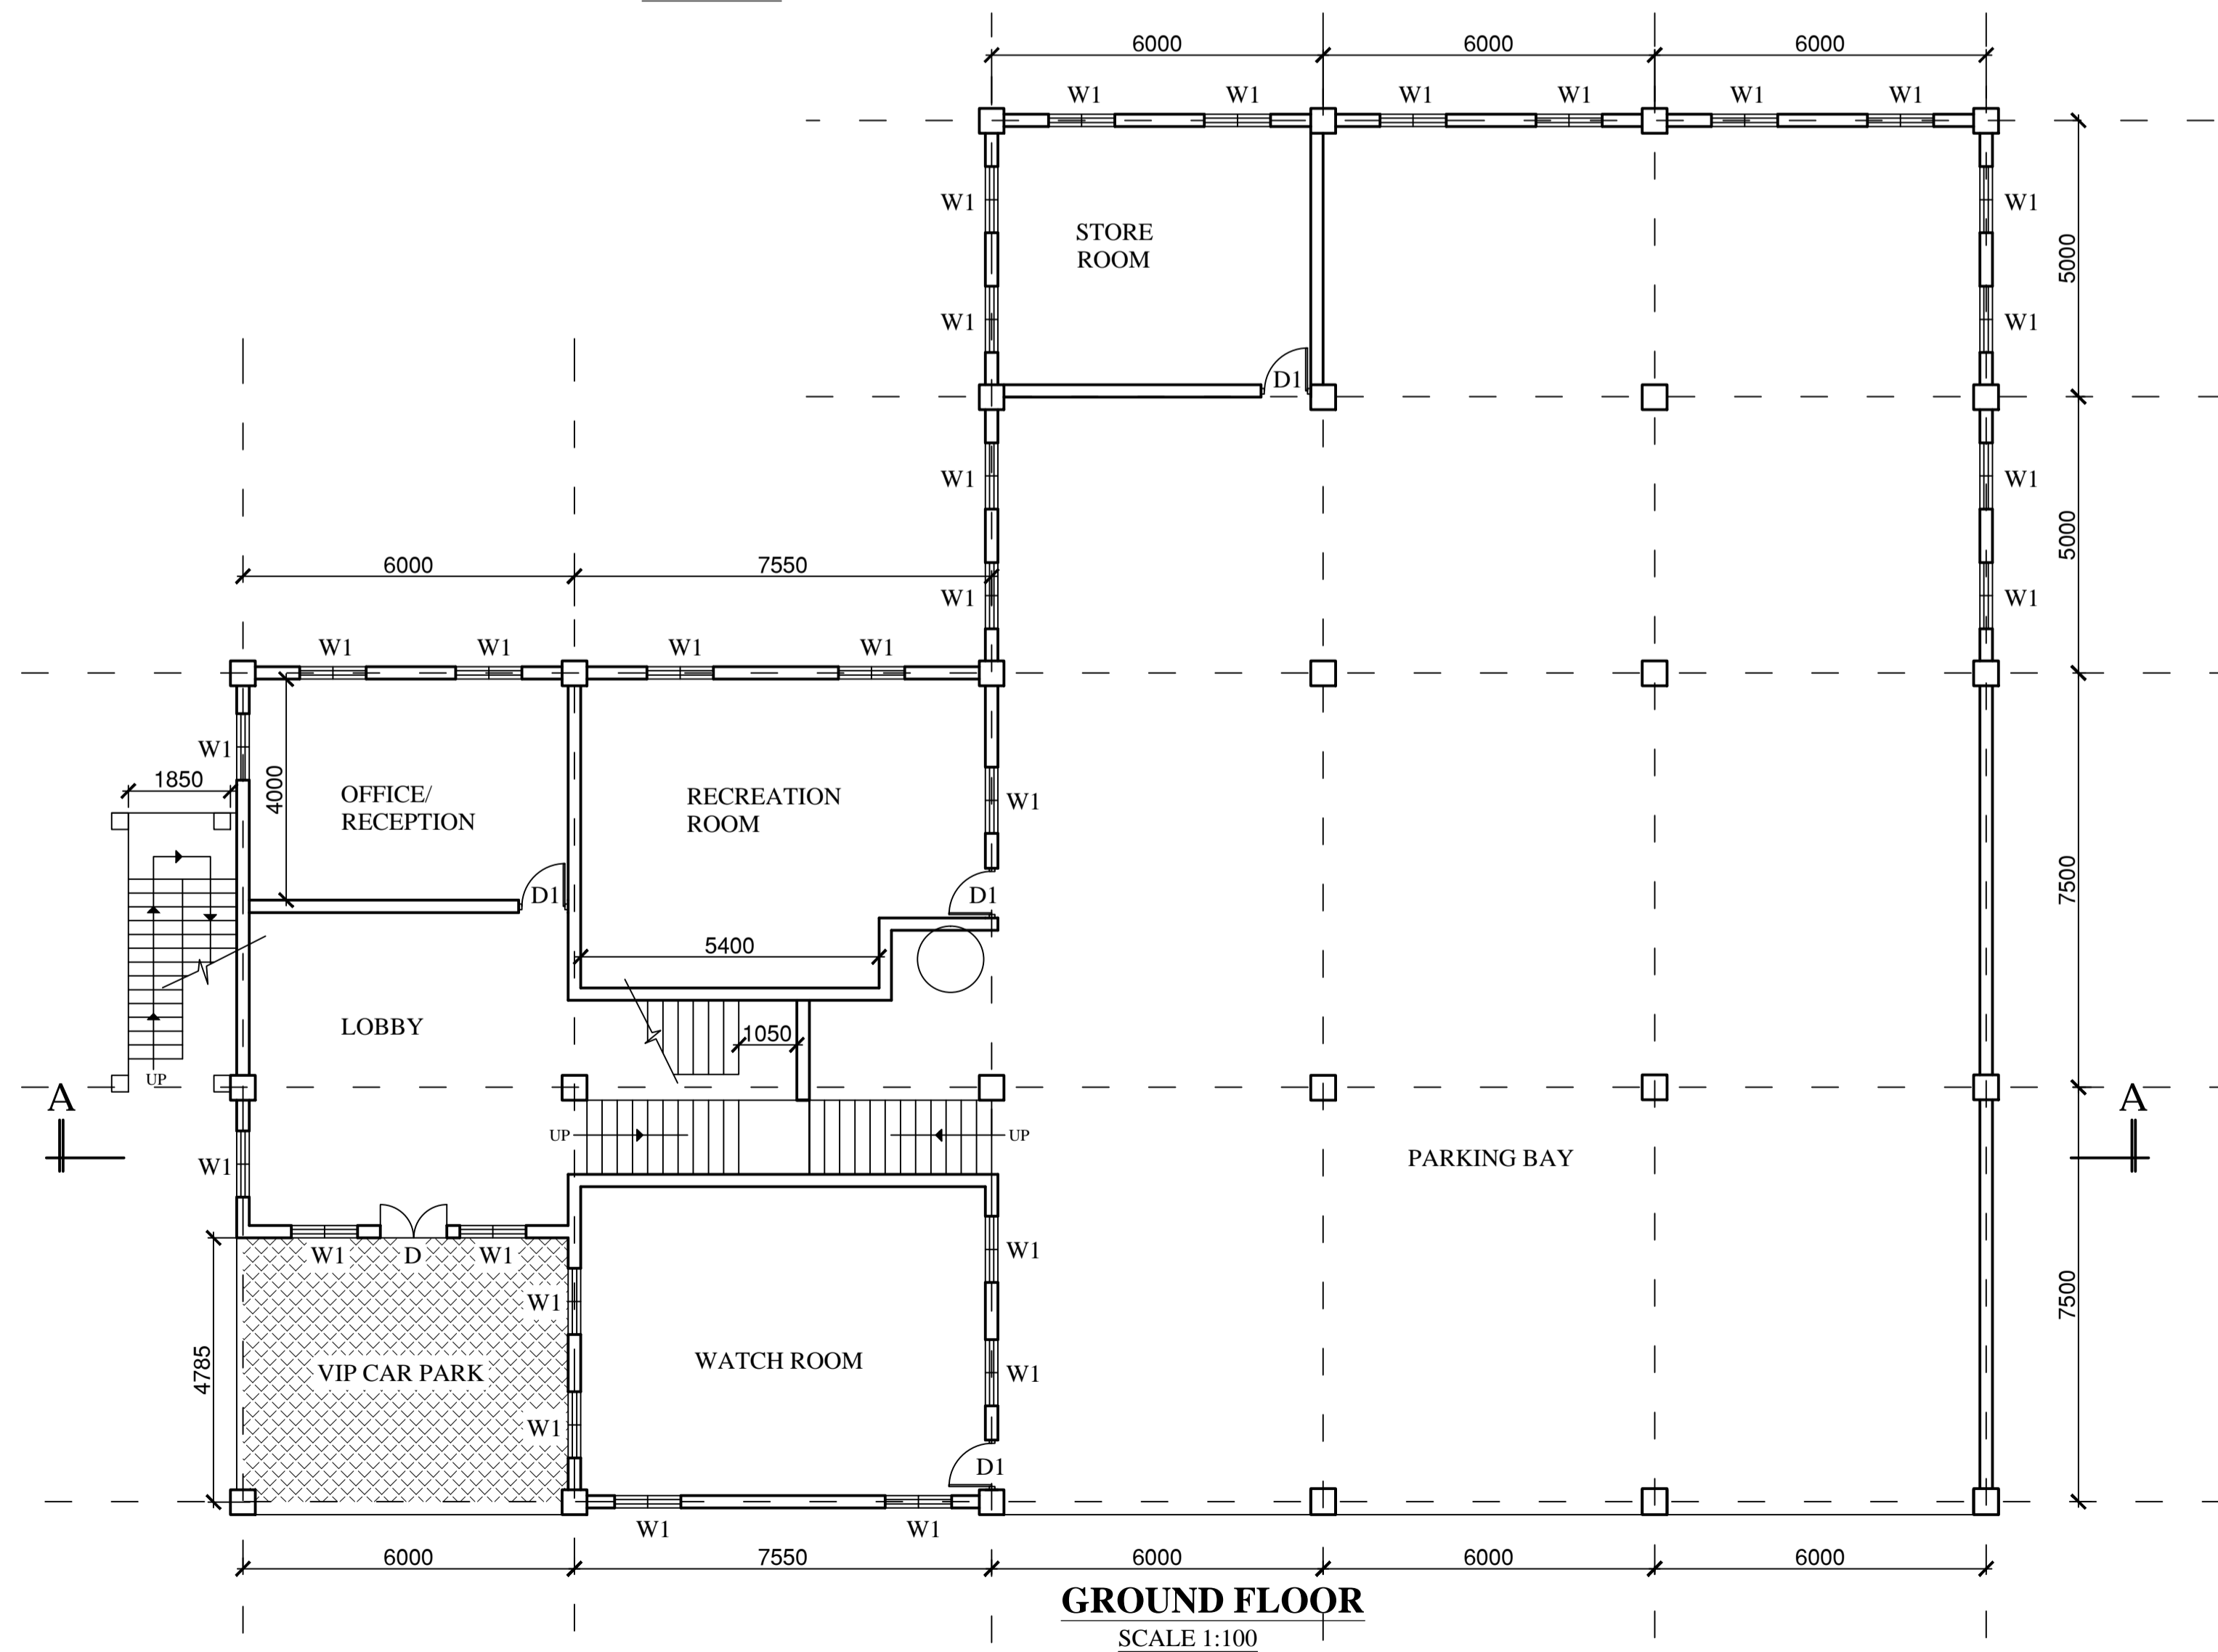 6000 6000 6000
W1 W1 W1 W1 W1 W1
W1 W1
STORE
ROOM
5000
W1 W1
D1
W1 W1
5000
6000 7550
W1 W1
W1 W1 W1 W1
W1
1850
4000
OFFICE/
RECEPTION
RECREATION
ROOM
W1
7500
D1 D1
5400
LOBBY
1050
UP
A A
UP UP
PARKING BAY
W1
W1 D W1
W1
W1
7500
4785
VIP CAR PARK
WATCH ROOM
W1
W1
D1
W1 W1
6000 7550 6000 6000 6000
GROUND FLOOR
SCALE 1:100